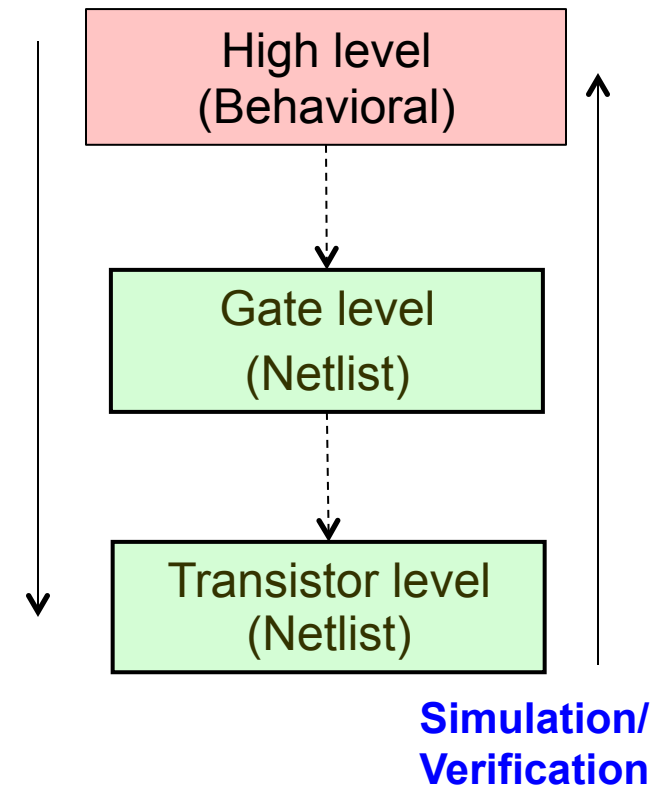 High level
(Behavioral)
Gate level
(Netlist)
Transistor level
(Netlist)
Simulation/
Verification